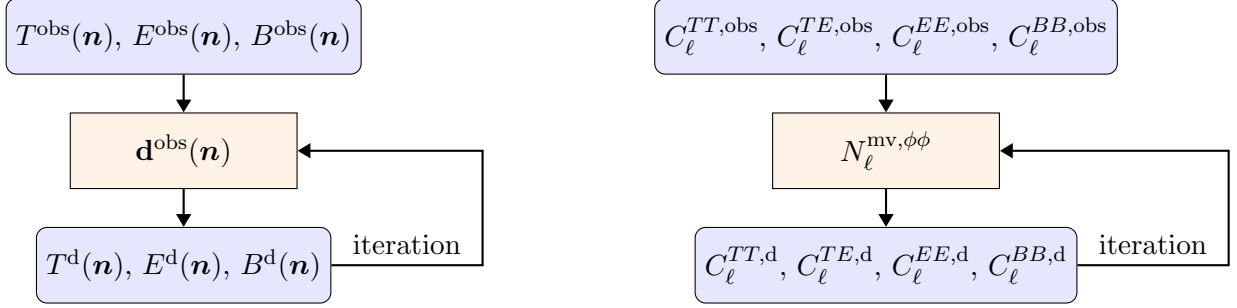 T^obs(n), E^obs(n), B^obs(n)
d^obs(n)
iteration
T^d(n), E^d(n), B^d(n)
C_ℓ^{TT,obs}, C_ℓ^{TE,obs}, C_ℓ^{EE,obs}, C_ℓ^{BB,obs}
N_ℓ^{mv,ϕϕ}
iteration
C_ℓ^{TT,d}, C_ℓ^{TE,d}, C_ℓ^{EE,d}, C_ℓ^{BB,d}